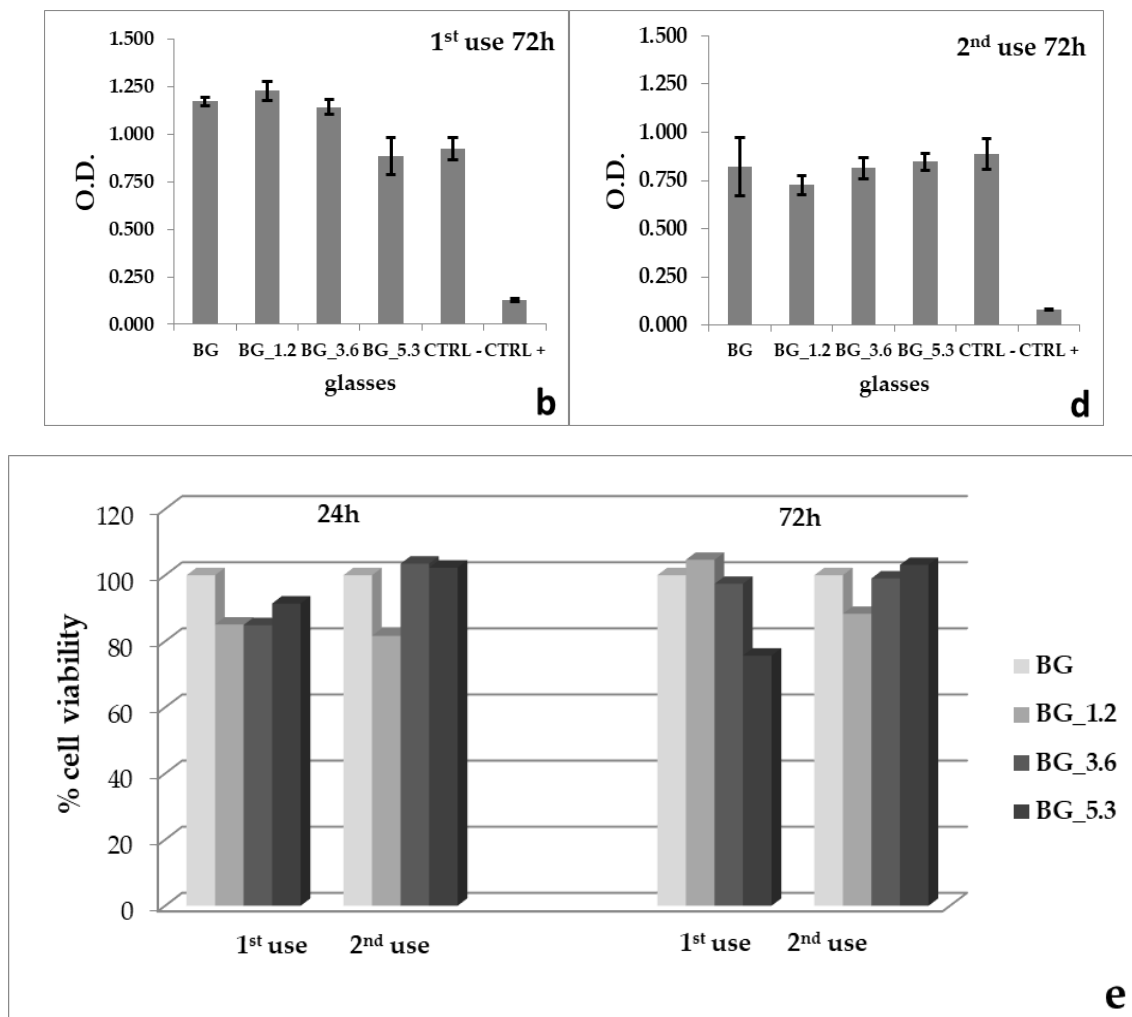 1st use 72h
O.D.
1.500
1.250
1.000
0.750
0.500
0.250
0.000
BG BG_1.2 BG_3.6 BG_5.3 CTRL - CTRL +
glasses
b
2nd use 72h
O.D.
1.500
1.250
1.000
0.750
0.500
0.250
0.000
BG BG_1.2 BG_3.6 BG_5.3 CTRL - CTRL +
glasses
d
24h 72h
% cell viability
120
100
80
60
40
20
0
1st use 2nd use 1st use 2nd use
BG
BG_1.2
BG_3.6
BG_5.3
e